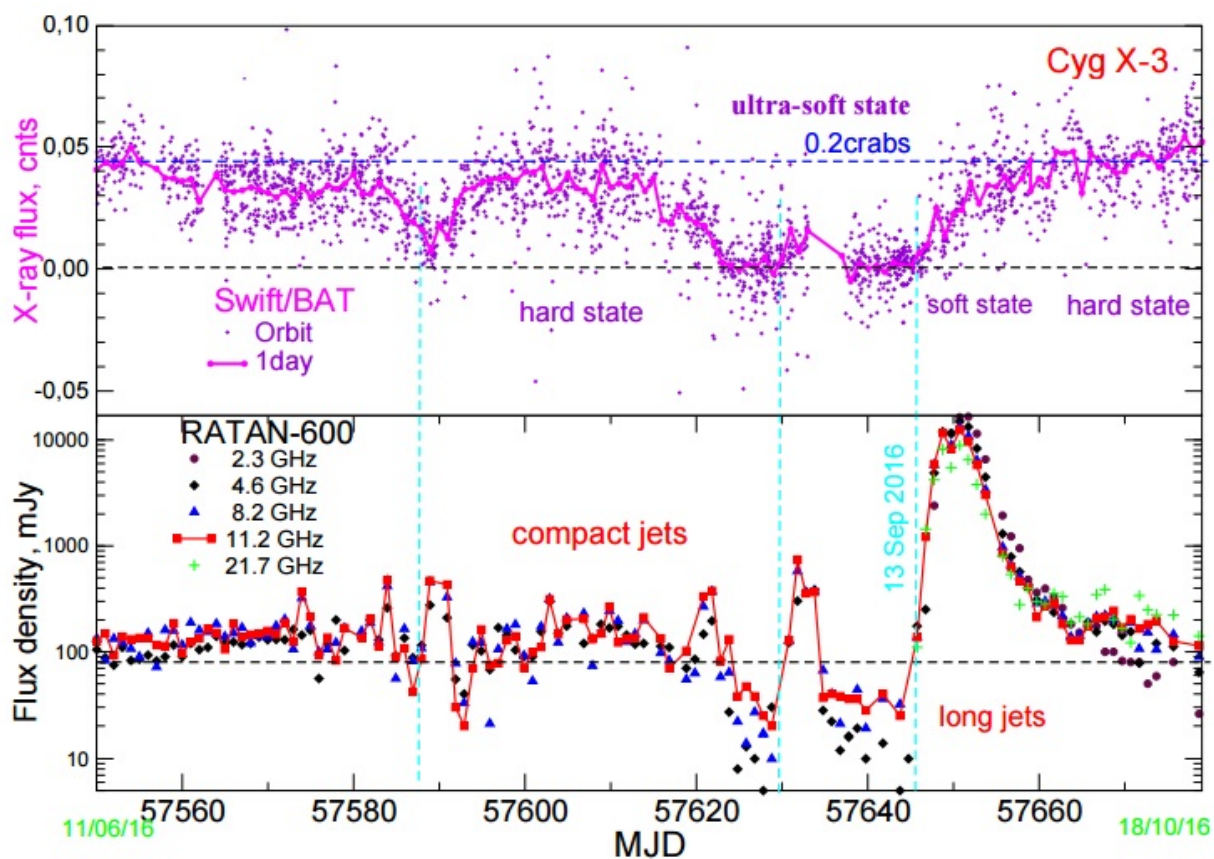 0,10
Cyg X-3
ultra-soft state
0.2crabs
0,05
X-ray flux, cnts
0,00
Swift/BAT
Orbit
1day
hard state
soft state
hard state
-0,05
RATAN-600
2.3 GHz
4.6 GHz
8.2 GHz
11.2 GHz
21.7 GHz
compact jets
13 Sep 2016
long jets
10000
1000
100
10
Flux density, mJy
57560
57580
57600
57620
57640
57660
11/06/16
MJD
18/10/16